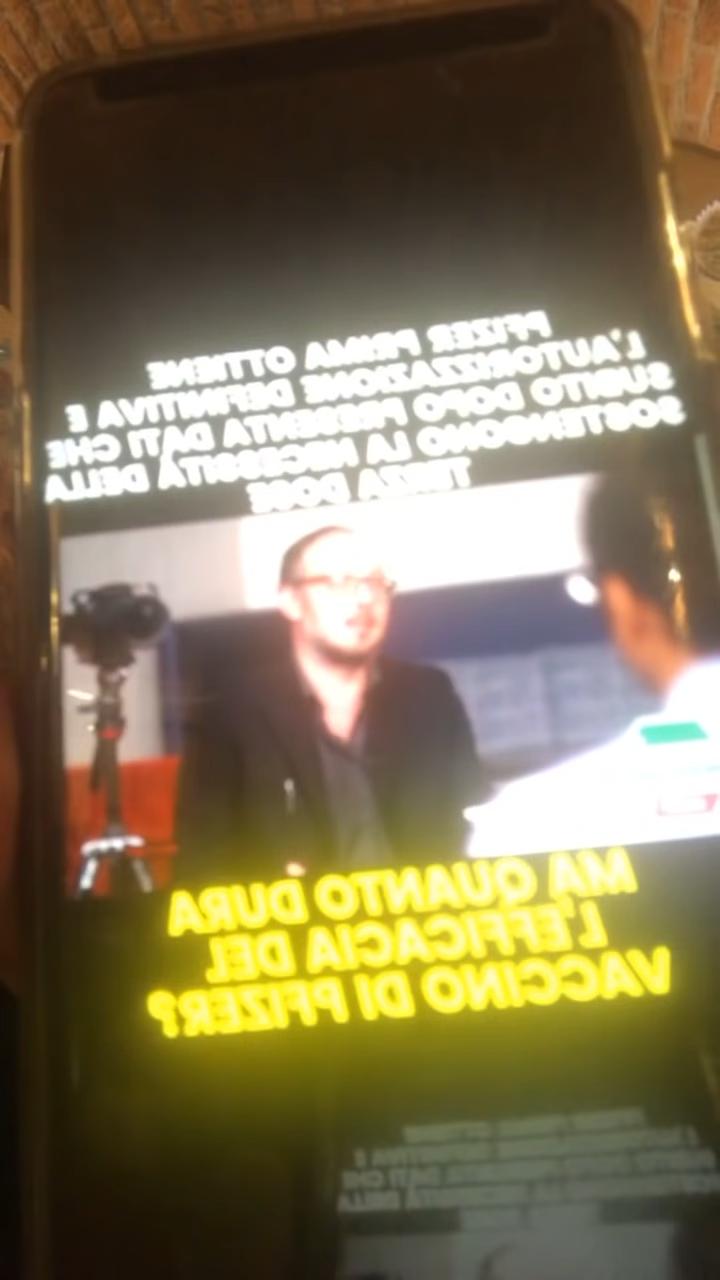 PFIZER PRIMA OTTIENE
L'AUTORIZZAZIONE DEFINITIVA E
SUBITO DOPO PRESENTA DATI CHE
SOSTENGONO LA NECESSITÀ DELLA
TERZA DOSE
MA QUANTO DURA
L'EFFICACIA DEL
VACCINO DI PFIZER?